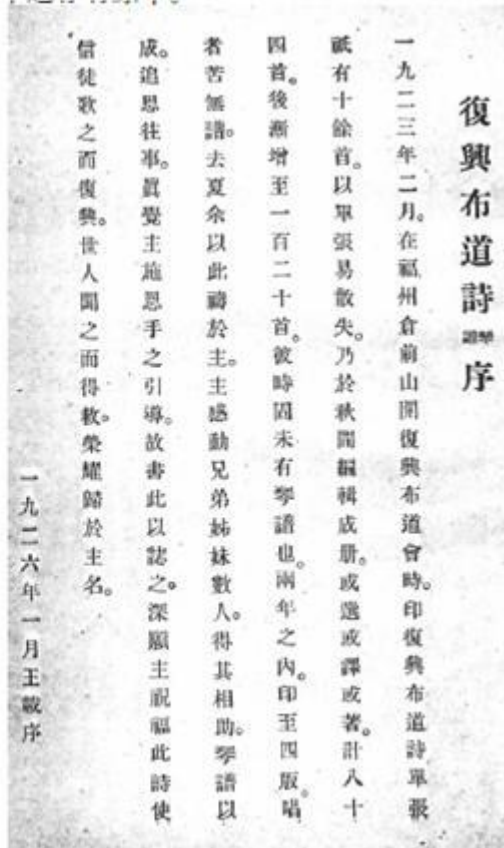 復興布道詩琴譜序
一九二三年二月。在福州倉前山開復興布道會時。印復興布道詩單張
祇有十餘首。以單張易散失。乃於秋間編輯成册。或選或譯或著。計八十
四首。後漸增至一百二十首。彼時固未有琴譜也。兩年之內。印至四版。唱
者苦無譜。去夏余以此禱於主。主感動兄弟姊妹數人。得其相助。琴譜以
成。追思往事。眞覺主施恩手之引導。故書此以誌之。深願主祝福此詩使
信徒歌之而復興。世人聞之而得救。榮耀歸於主名。
一九二六年一月王載序